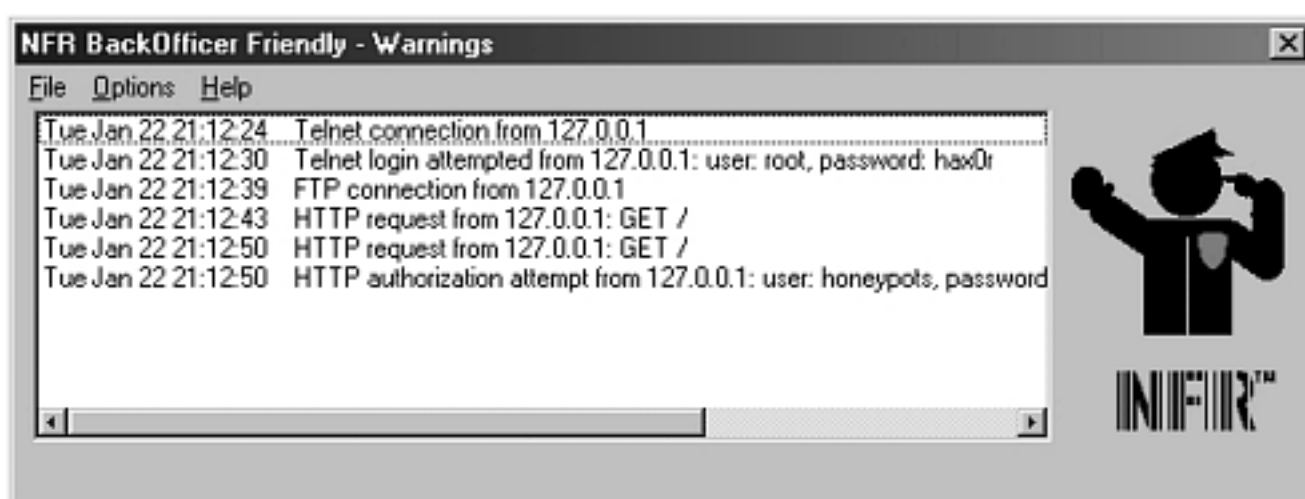 NFR BackOfficer Friendly - Warnings
File Options Help
Tue Jan 22 21:12:24 Telnet connection from 127.0.0.1
Tue Jan 22 21:12:30 Telnet login attempted from 127.0.0.1: user: root, password: hax0r
Tue Jan 22 21:12:39 FTP connection from 127.0.0.1
Tue Jan 22 21:12:43 HTTP request from 127.0.0.1: GET /
Tue Jan 22 21:12:50 HTTP request from 127.0.0.1: GET /
Tue Jan 22 21:12:50 HTTP authorization attempt from 127.0.0.1: user: honeypots, password
NFR™